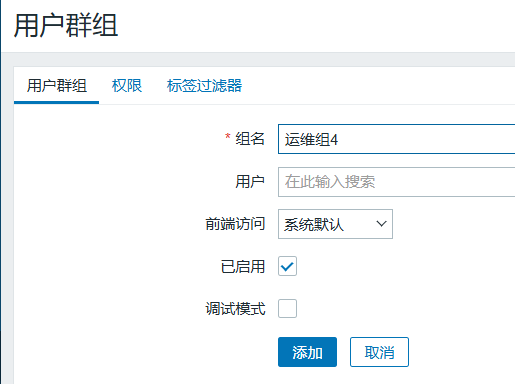 用户群组
用户群组 权限 标签过滤器
* 组名 运维组4
用户 在此输入搜索
前端访问 系统默认
已启用
调试模式
添加 取消